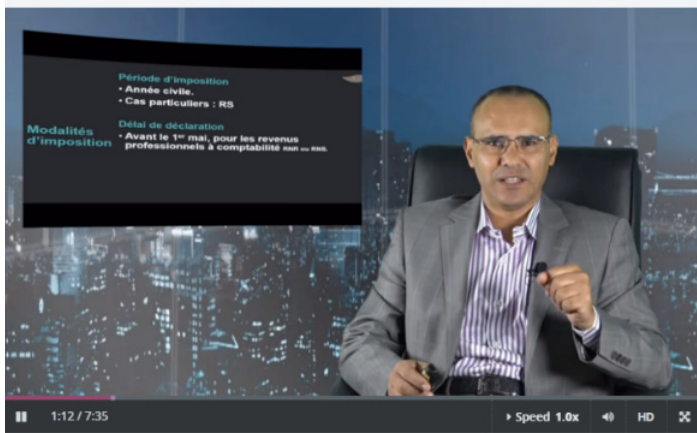 Période d'imposition
• Année civile.
• Cas particuliers : RS
Modalités d'imposition
Délai de déclaration
• Avant le 1er mai, pour les revenus
professionnels à comptabilité RNR ou RNS.
1:12 / 7:35
Speed 1.0x
HD